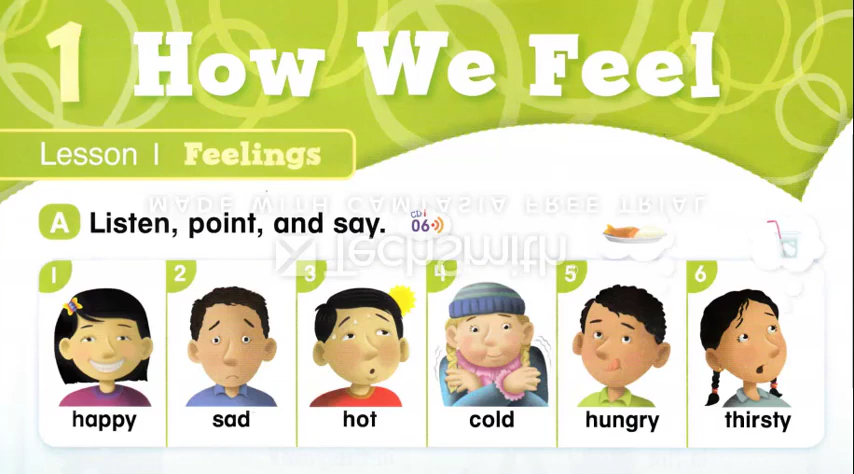 1 How We Feel
Lesson 1 Feelings
MADE WITH CAMTASIA FREE TRIAL
A Listen, point, and say. CD1 06
TechSmith
1 2 3 4 5 6
happy sad hot cold hungry thirsty